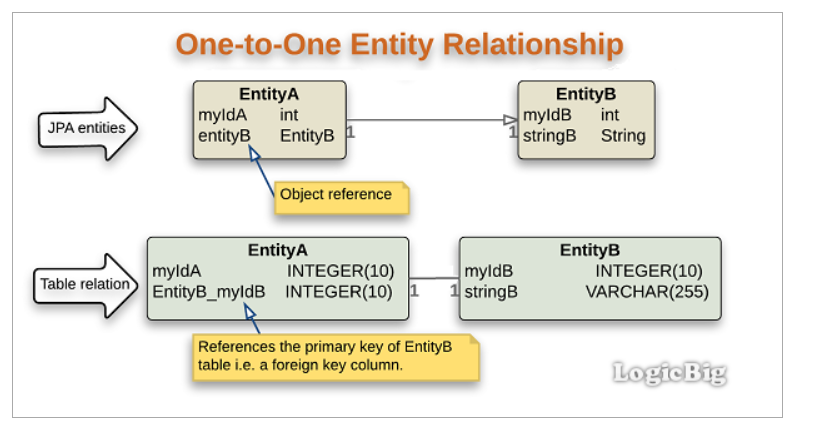 One-to-One Entity Relationship
JPA entities
EntityA
myIdA int
entityB EntityB
1
1
EntityB
myIdB int
stringB String
Object reference
Table relation
EntityA
myIdA INTEGER(10)
EntityB_myIdB INTEGER(10)
1
1
EntityB
myIdB INTEGER(10)
stringB VARCHAR(255)
References the primary key of EntityB
table i.e. a foreign key column.
LogicBig